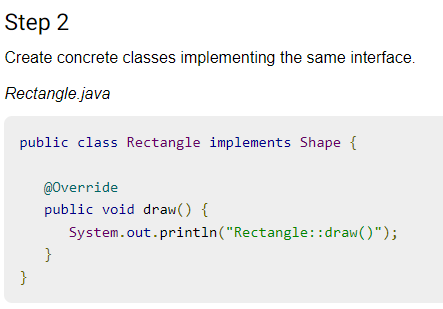 Step 2
Create concrete classes implementing the same interface.
Rectangle.java
public class Rectangle implements Shape {
@Override
public void draw() {
System.out.println("Rectangle::draw()");
}
}